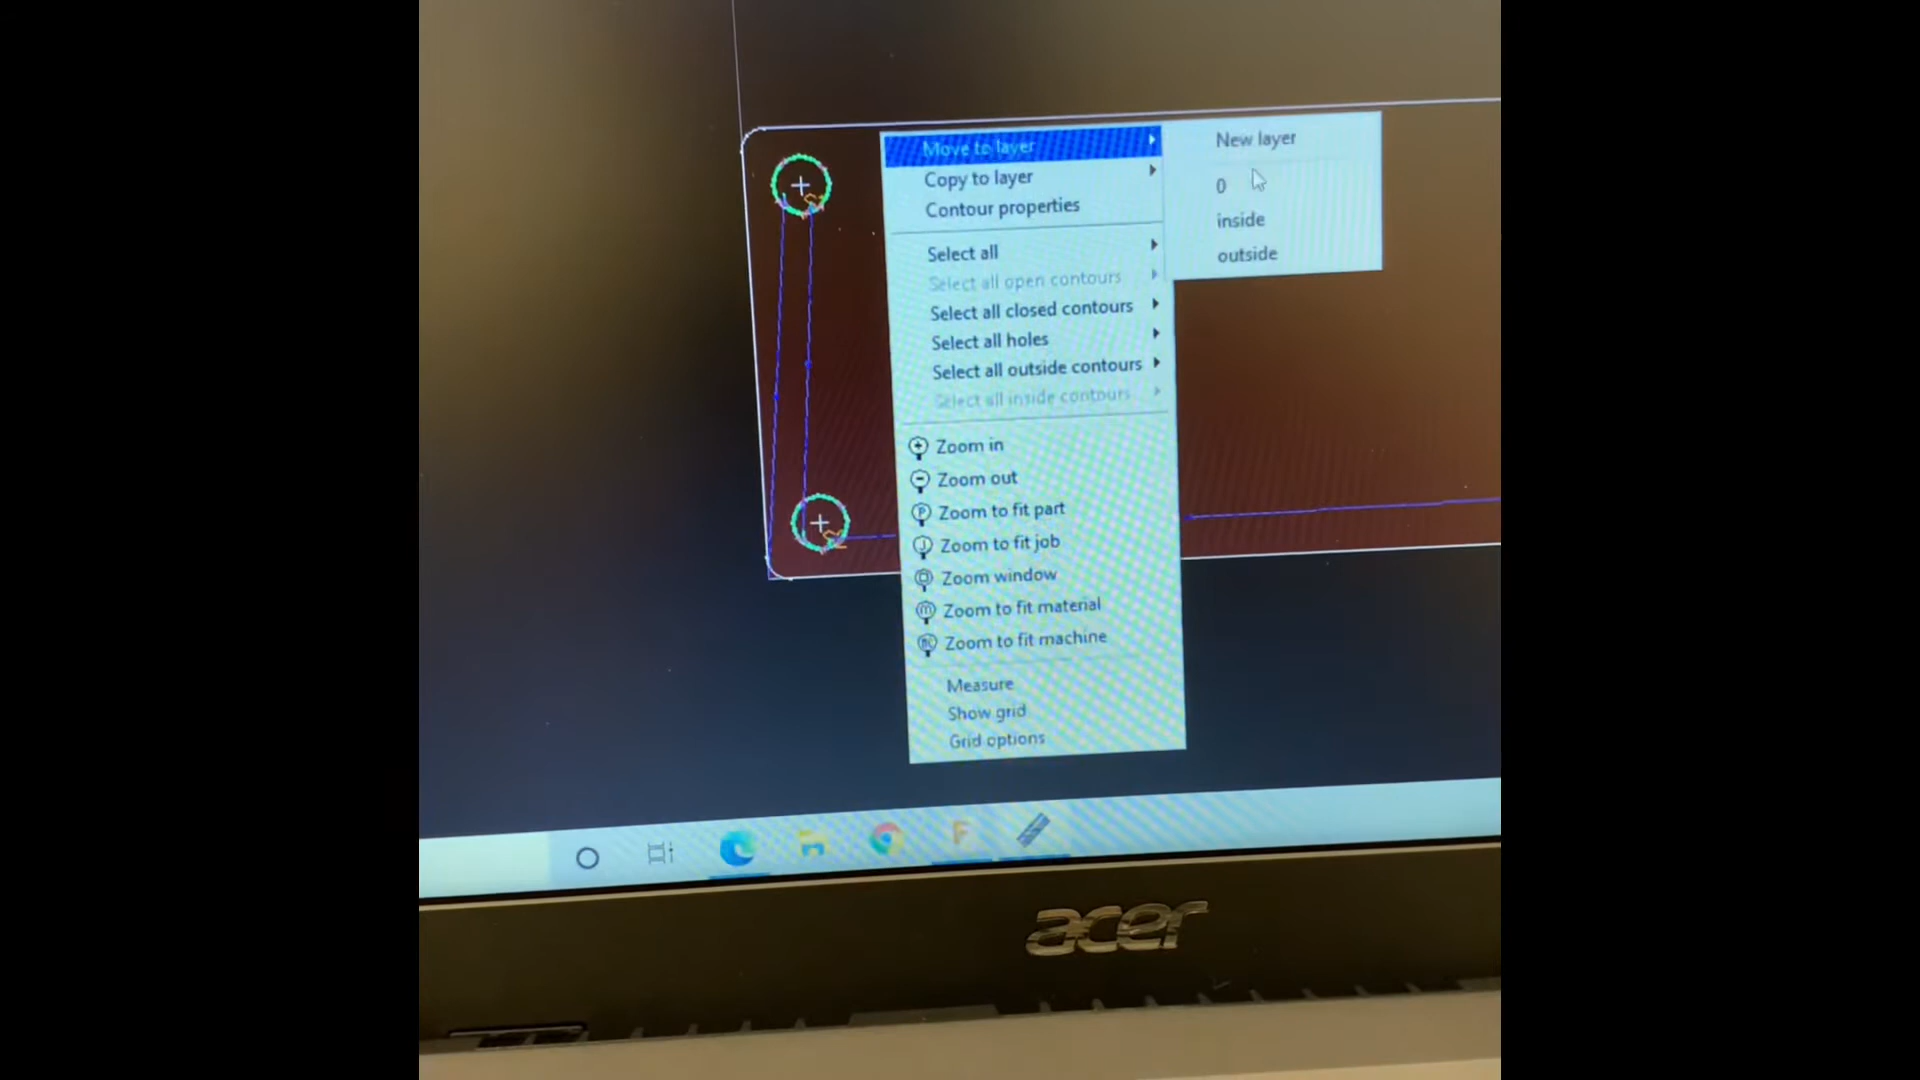 Move to layer
Copy to layer
Contour properties
Select all
Select all open contours
Select all closed contours
Select all holes
Select all outside contours
Select all inside contours
Zoom in
Zoom out
Zoom to fit part
Zoom to fit job
Zoom window
Zoom to fit material
Zoom to fit machine
Measure
Show grid
Grid options
New layer
0
inside
outside
S1
S2
acer